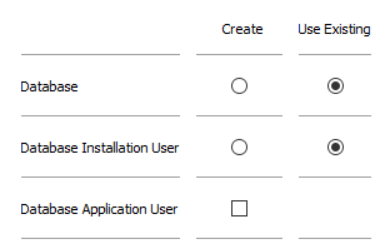 Create Use Existing
Database
Database Installation User
Database Application User